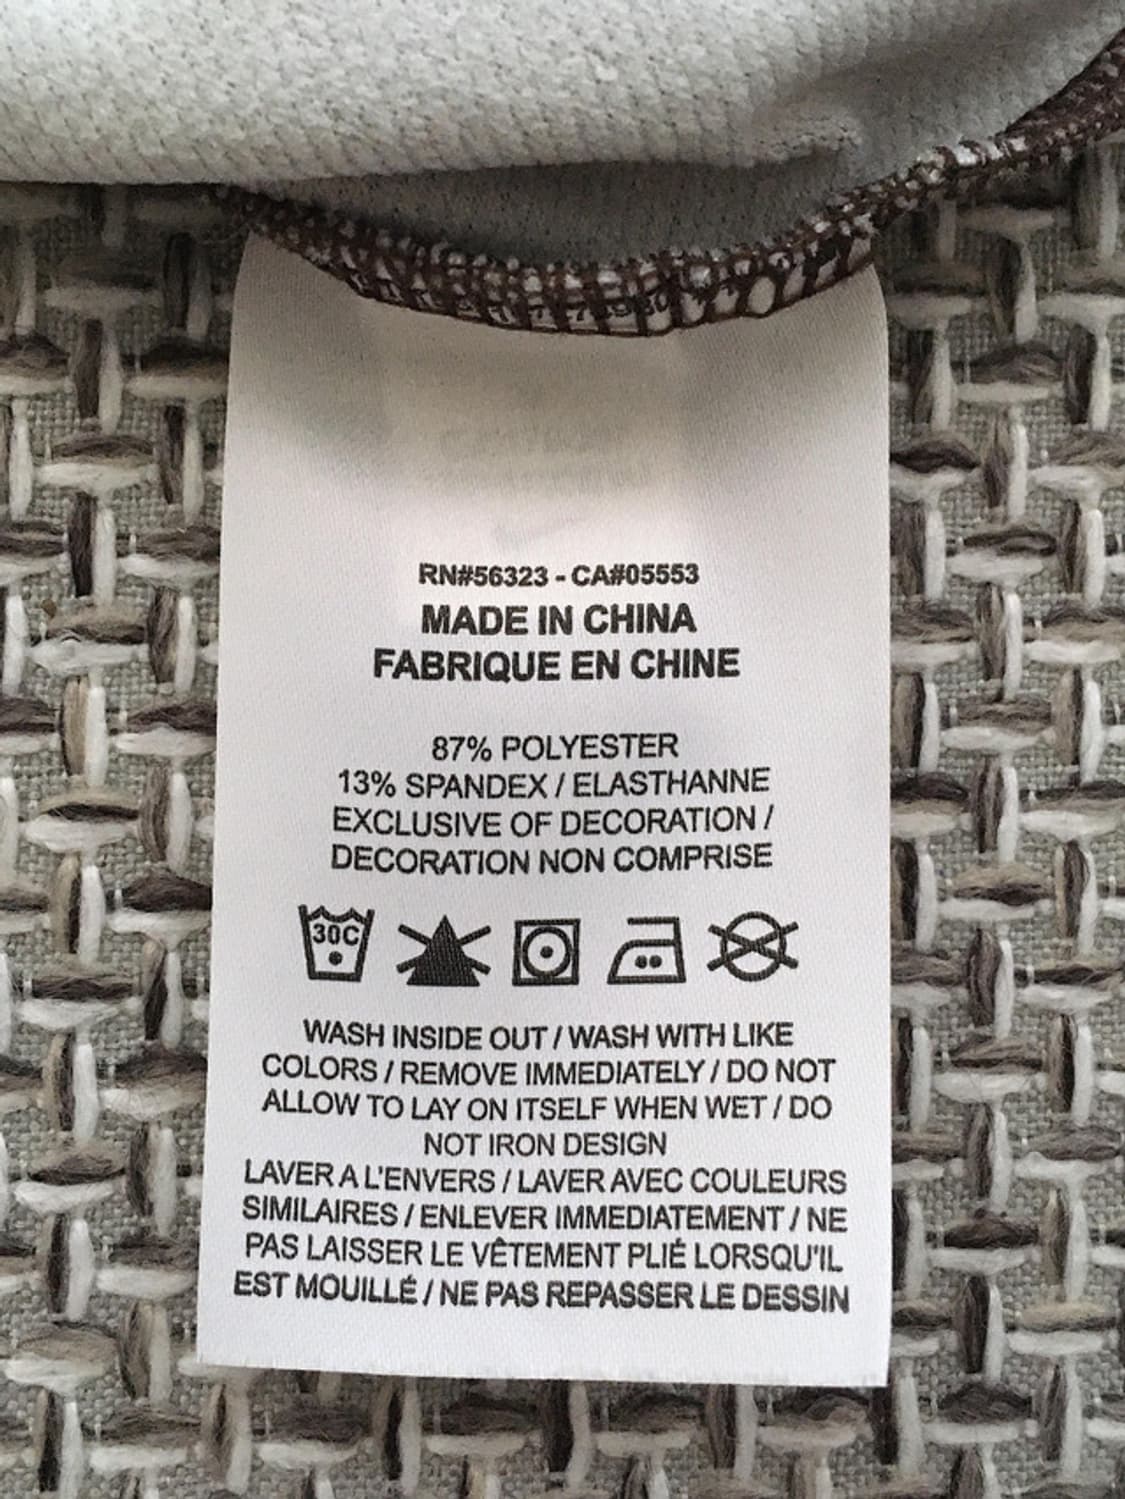 RN#56323 - CA#05553
MADE IN CHINA
FABRIQUE EN CHINE
87% POLYESTER
13% SPANDEX / ELASTHANNE
EXCLUSIVE OF DECORATION /
DECORATION NON COMPRISE
30C
WASH INSIDE OUT / WASH WITH LIKE
COLORS / REMOVE IMMEDIATELY / DO NOT
ALLOW TO LAY ON ITSELF WHEN WET / DO
NOT IRON DESIGN
LAVER A L'ENVERS / LAVER AVEC COULEURS
SIMILAIRES / ENLEVER IMMEDIATEMENT / NE
PAS LAISSER LE VÊTEMENT PLIÉ LORSQU'IL
EST MOUILLÉ / NE PAS REPASSER LE DESSIN